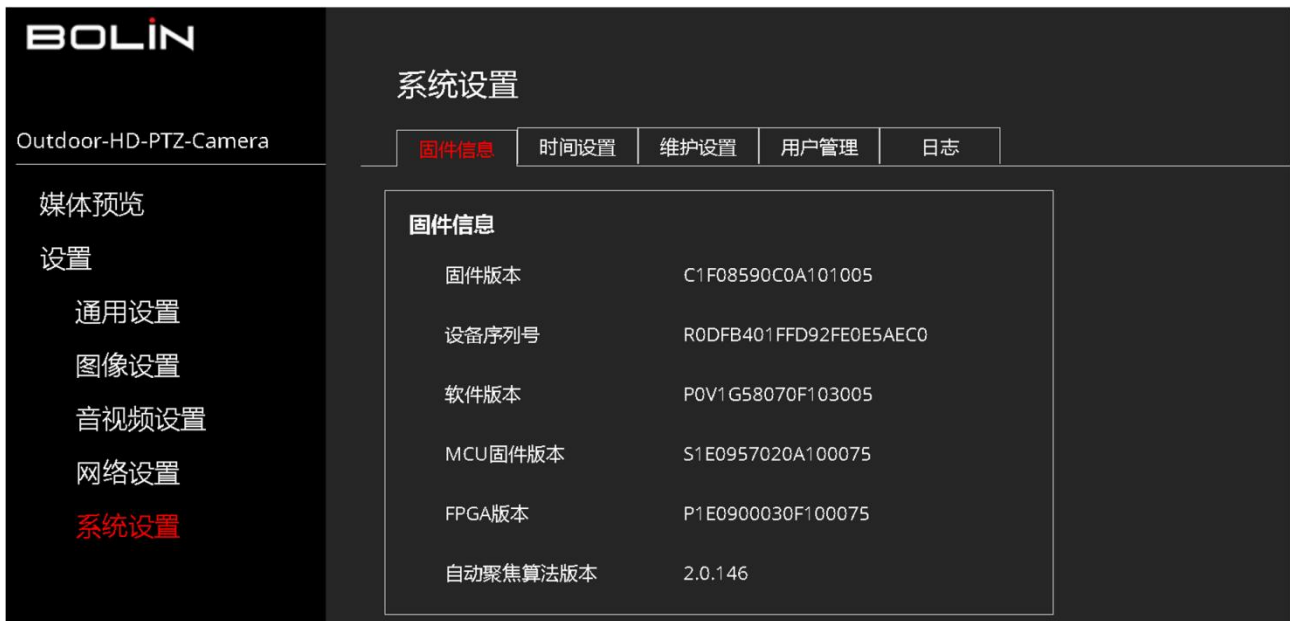 BOLIN
Outdoor-HD-PTZ-Camera
媒体预览
设置
通用设置
图像设置
音视频设置
网络设置
系统设置
系统设置
固件信息 时间设置 维护设置 用户管理 日志
固件信息
固件版本 C1F08590C0A101005
设备序列号 R0DFB401FFD92FE0E5AEC0
软件版本 P0V1G58070F103005
MCU固件版本 S1E0957020A100075
FPGA版本 P1E0900030F100075
自动聚焦算法版本 2.0.146